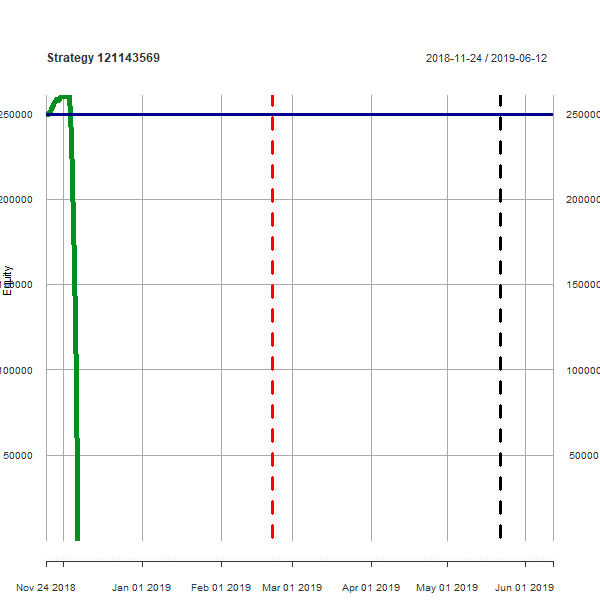 Strategy 121143569 2018-11-24 / 2019-06-12
250000 250000
200000 200000
150000 150000
100000 100000
50000 50000
Equity
Nov 24 2018 Jan 01 2019 Feb 01 2019 Mar 01 2019 Apr 01 2019 May 01 2019 Jun 01 2019